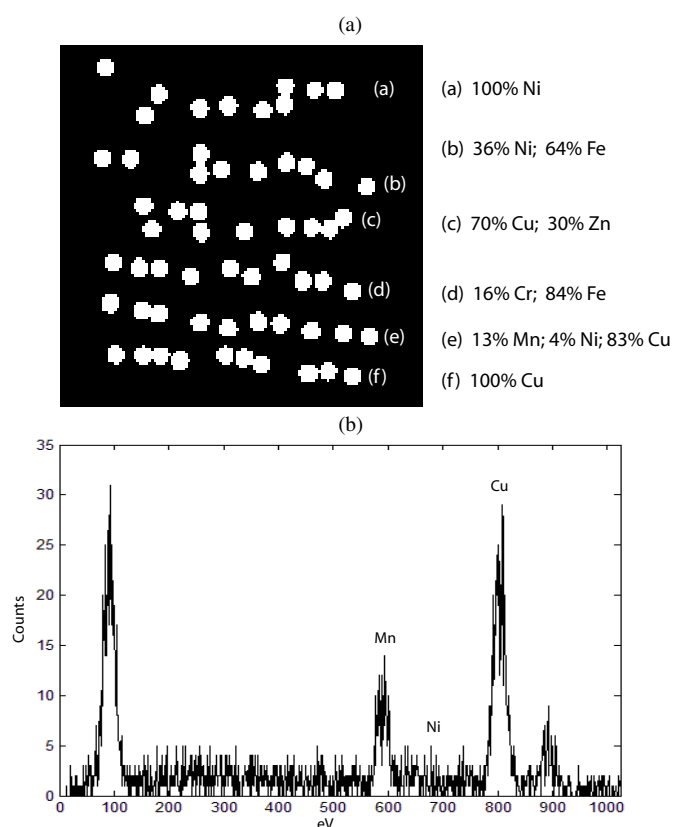 (a)
(a) (a) 100% Ni
(b) 36% Ni; 64% Fe
(b)
(c) (c) 70% Cu; 30% Zn
(d) (d) 16% Cr; 84% Fe
(e) (e) 13% Mn; 4% Ni; 83% Cu
(f) (f) 100% Cu
(b)
35
30
25
20
15
10
5
0
Counts
Mn
Ni
Cu
0 100 200 300 400 500 600 700 800 900 1000
eV